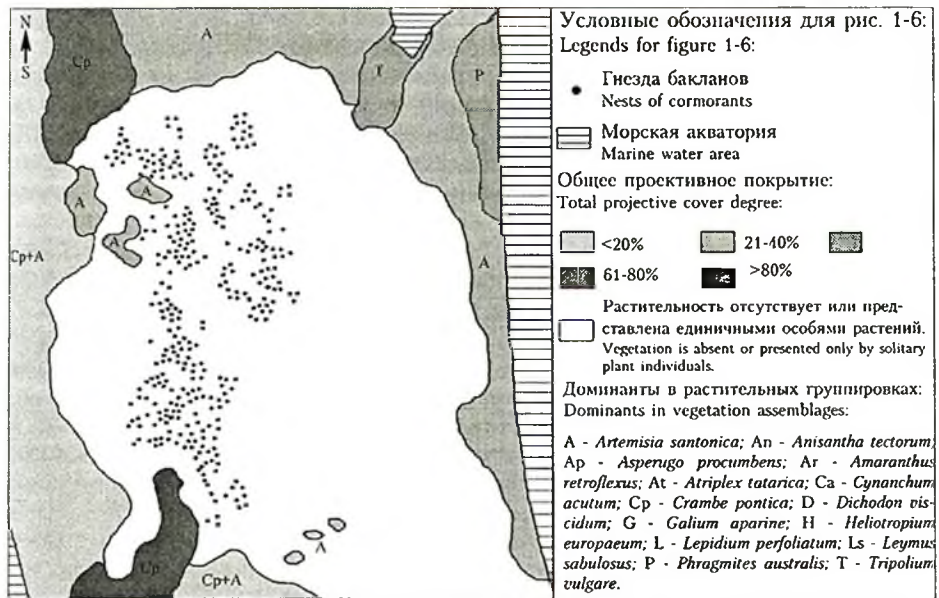 N
S
A
Ср
A
A
Cp+A
T
P
A
A
Ср
Cp+A
Условные обозначения для рис. 1-6:
Legends for figure 1-6:
Гнезда бакланов
Nests of cormorants
Морская акватория
Marine water area
Общее проективное покрытие:
Total projective cover degree:
<20% 21-40%
61-80% >80%
Растительность отсутствует или пред-
ставлена единичными особями растений.
Vegetation is absent or presented only by solitary
plant individuals.
Доминанты в растительных группировках:
Dominants in vegetation assemblages:
A - Artemisia santonica; An - Anisantha tectorum;
Ap - Asperugo procumbens; Ar - Amaranthus
retroflexus; At - Atriplex tatarica; Ca - Cynanchum
acutum; Cp - Crambe pontica; D - Dichodon vis-
cidum; G - Galium aparine; H - Heliotropium
europaeum; L - Lepidium perfoliatum; Ls - Leymus
sabulosus; P - Phragmites australis; T - Tripolium
vulgare.